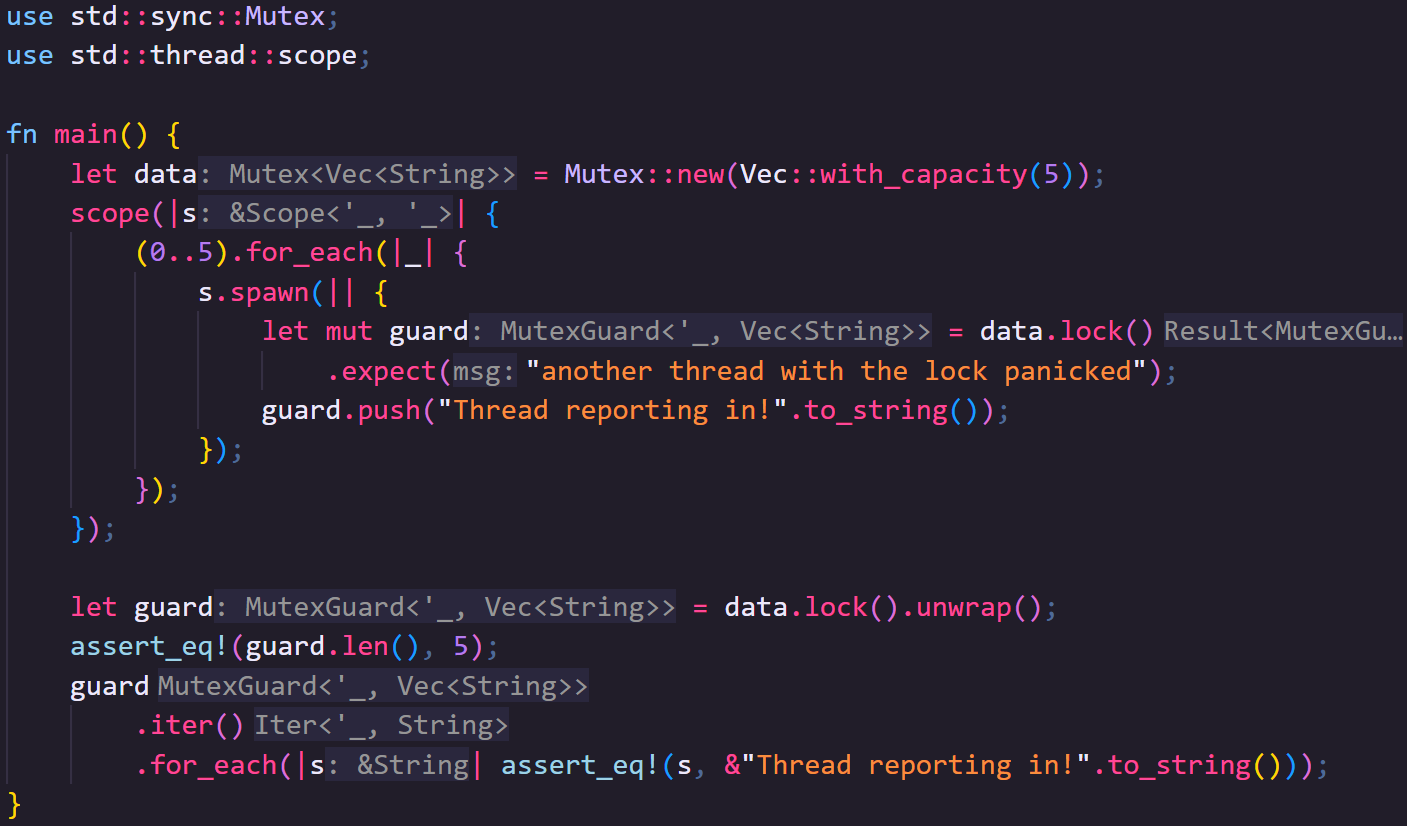 use std::sync::Mutex;
use std::thread::scope;
fn main() {
let data: Mutex<Vec<String>> = Mutex::new(Vec::with_capacity(5));
scope(|s: &Scope<'_, '_>| {
(0..5).for_each(|_| {
s.spawn(|| {
let mut guard: MutexGuard<'_, Vec<String>> = data.lock() Result<MutexGu…
.expect(msg: "another thread with the lock panicked");
guard.push("Thread reporting in!".to_string());
});
});
});
let guard: MutexGuard<'_, Vec<String>> = data.lock().unwrap();
assert_eq!(guard.len(), 5);
guard MutexGuard<'_, Vec<String>>
.iter() Iter<'_, String>
.for_each(|s: &String| assert_eq!(s, &"Thread reporting in!".to_string()));
}